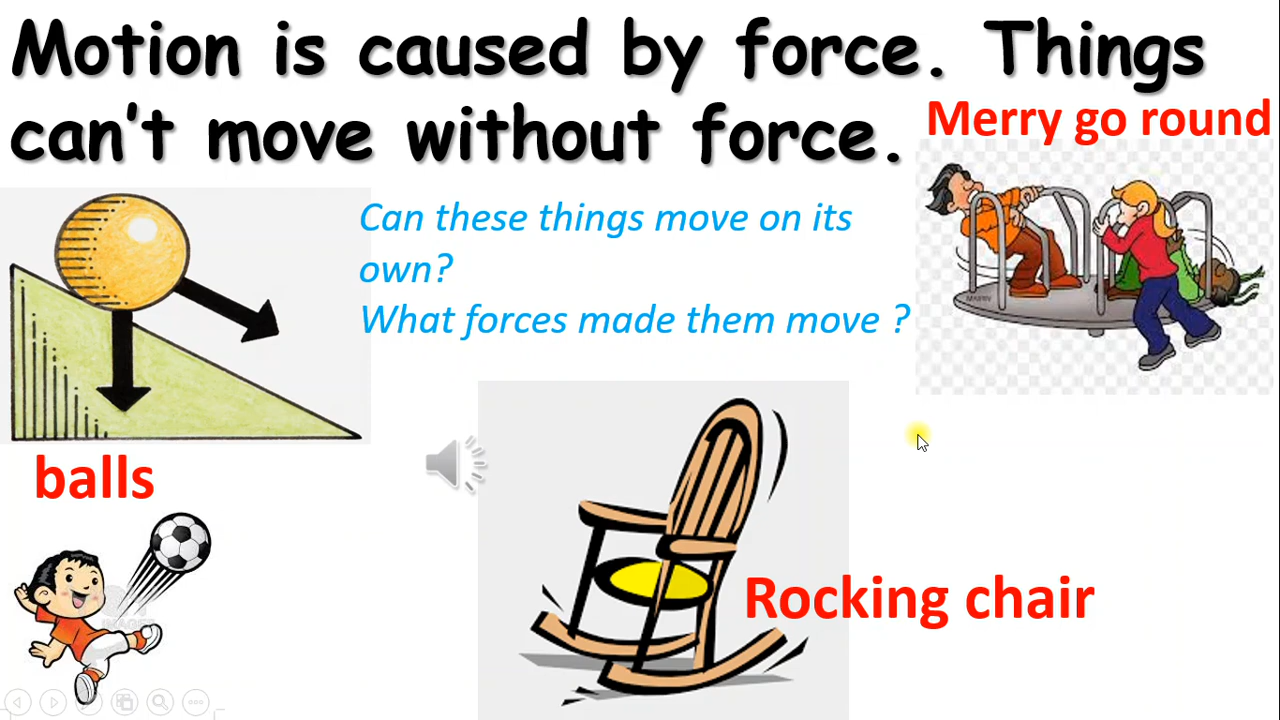 Motion is caused by force. Things
can't move without force.
Merry go round
Can these things move on its
own?
What forces made them move ?
balls
Rocking chair